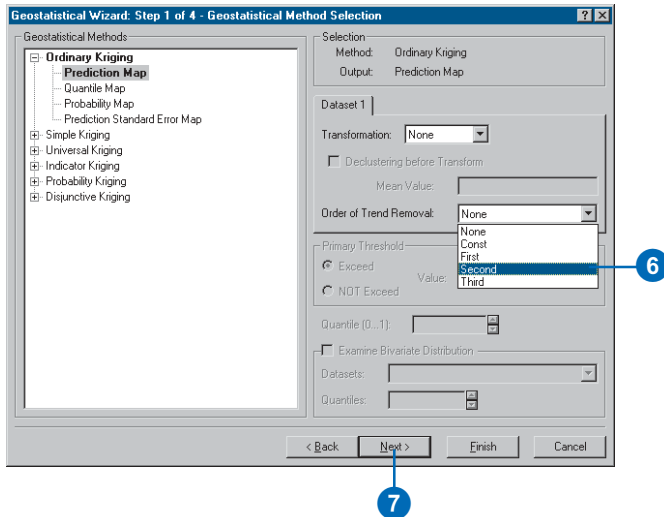 Geostatistical Wizard: Step 1 of 4 - Geostatistical Method Selection
Geostatistical Methods
Ordinary Kriging
Prediction Map
Quantile Map
Probability Map
Prediction Standard Error Map
Simple Kriging
Universal Kriging
Indicator Kriging
Probability Kriging
Disjunctive Kriging
Selection
Method: Ordinary Kriging
Output: Prediction Map
Dataset 1
Transformation: None
Declustering before Transform
Mean Value:
Order of Trend Removal: None
None
Const
First
Second
Third
6
Primary Threshold
Exceed
Value:
NOT Exceed
Quantile (0...1):
Examine Bivariate Distribution
Datasets:
Quantiles:
< Back
Next >
Finish
Cancel
7